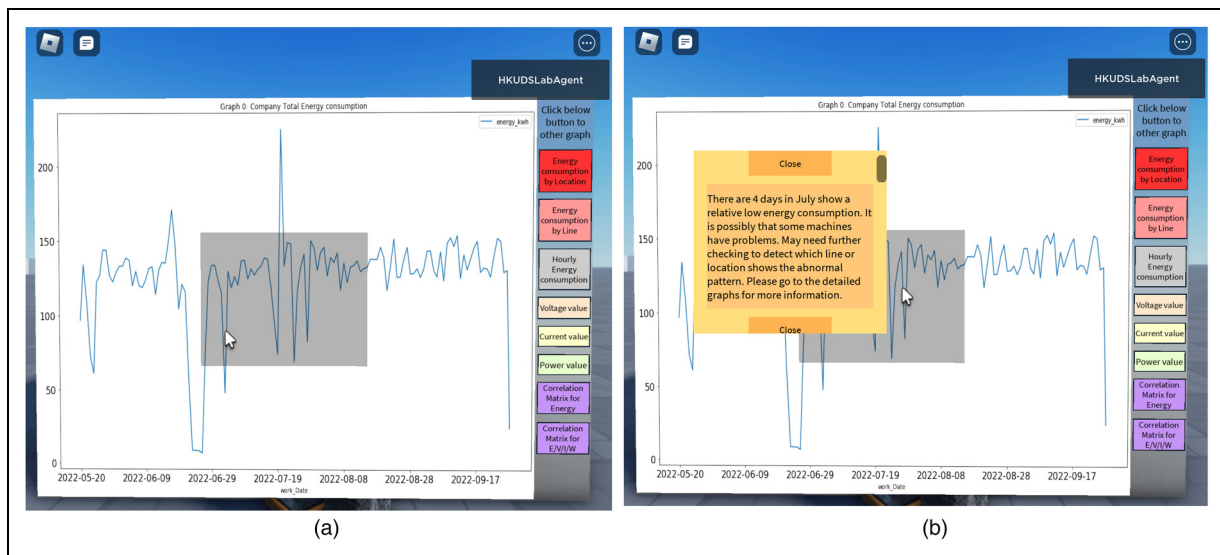 HKUDSLabAgent
Graph 0: Company Total Energy consumption
energy_kwh
200
150
100
50
0
2022-05-20 2022-06-09 2022-06-29 2022-07-19 2022-08-08 2022-08-28 2022-09-17
work_Date
Click below
button to
other graph
Energy
consumption
by Location
Energy
consumption
by Line
Hourly
Energy
consumption
Voltage value
Current value
Power value
Correlation
Matrix for
Energy
Correlation
Matrix for
E/V/I/W
(a)
HKUDSLabAgent
Graph 0: Company Total Energy consumption
energy_kwh
200
150
100
50
0
Close
There are 4 days in July show a
relative low energy consumption. It
is possibly that some machines
have problems. May need further
checking to detect which line or
location shows the abnormal
pattern. Please go to the detailed
graphs for more information.
Close
2022-05-20 2022-06-09 2022-06-29 2022-07-19 2022-08-08 2022-08-28 2022-09-17
work_Date
Click below
button to
other graph
Energy
consumption
by Location
Energy
consumption
by Line
Hourly
Energy
consumption
Voltage value
Current value
Power value
Correlation
Matrix for
Energy
Correlation
Matrix for
E/V/I/W
(b)